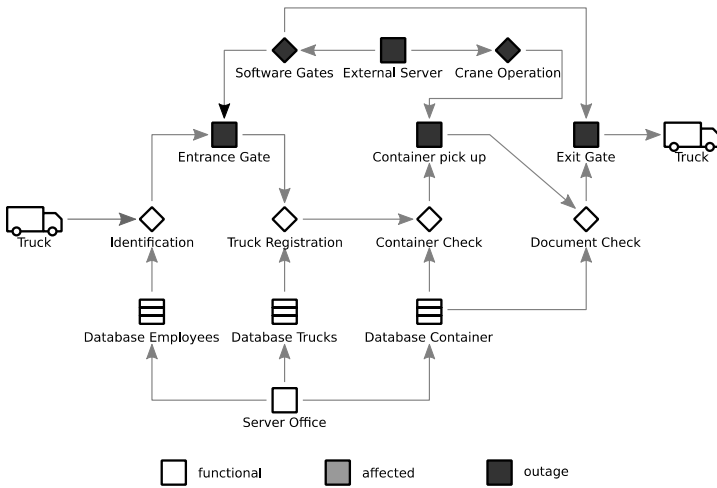 Software Gates External Server Crane Operation
Entrance Gate Container pick up Exit Gate Truck
Truck Identification Truck Registration Container Check Document Check
Database Employees Database Trucks Database Container
Server Office
functional affected outage